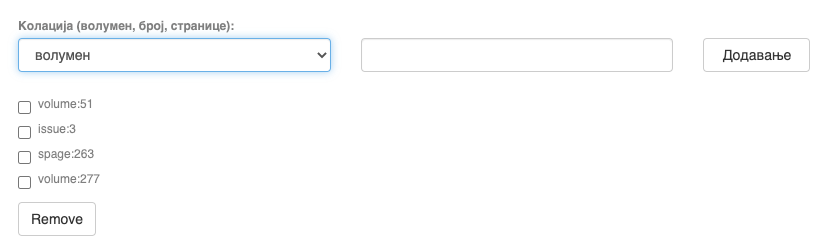 Колација (волумен, број, странице):
волумен
Додавање
volume:51
issue:3
spage:263
volume:277
Remove